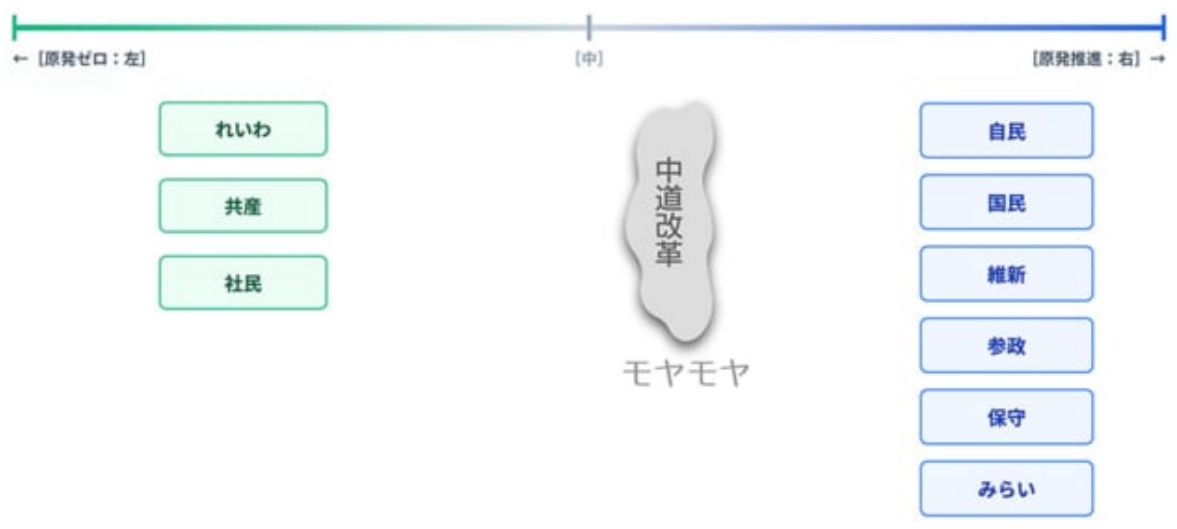 ← [原発ゼロ：左]
[中]
[原発推進：右] →
れいわ
共産
社民
中道改革
モヤモヤ
自民
国民
維新
参政
保守
みらい